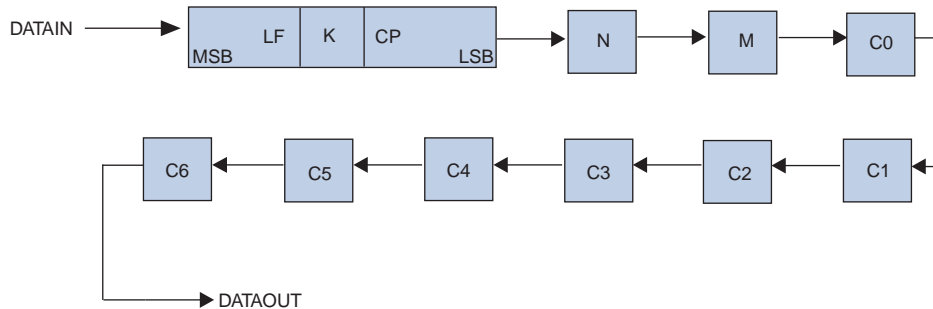 DATAIN
LF K CP
MSB LSB
N
M
C0
C6
C5
C4
C3
C2
C1
DATAOUT